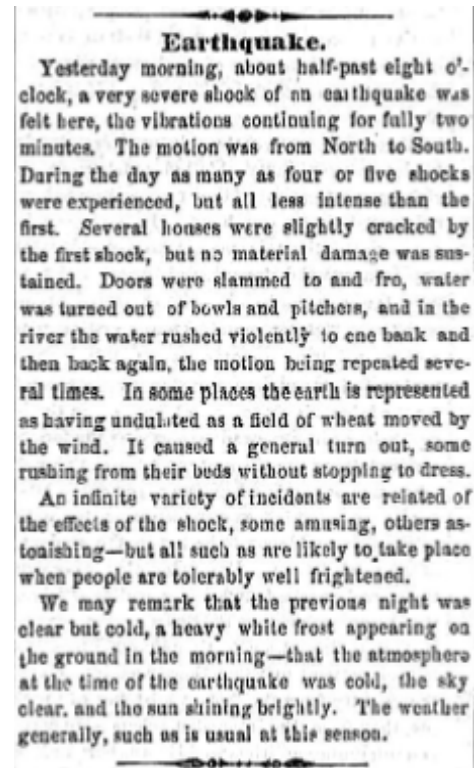 Earthquake.
Yesterday morning, about half-past eight o'-
clock, a very severe shock of an earthquake was
felt here, the vibrations continuing for fully two
minutes. The motion was from North to South.
During the day as many as four or five shocks
were experienced, but all less intense than the
first. Several houses were slightly cracked by
the first shock, but no material damage was sus-
tained. Doors were slammed to and fro, water
was turned out of bowls and pitchers, and in the
river the water rushed violently to one bank and
then back again, the motion being repeated seve-
ral times. In some places the earth is represented
as having undulated as a field of wheat moved by
the wind. It caused a general turn out, some
rushing from their beds without stopping to dress.
An infinite variety of incidents are related of
the effects of the shock, some amusing, others as-
tonishing—but all such as are likely to take place
when people are tolerably well frightened.
We may remark that the previous night was
clear but cold, a heavy white frost appearing on
the ground in the morning—that the atmosphere
at the time of the earthquake was cold, the sky
clear, and the sun shining brightly. The weather
generally, such as is usual at this season.